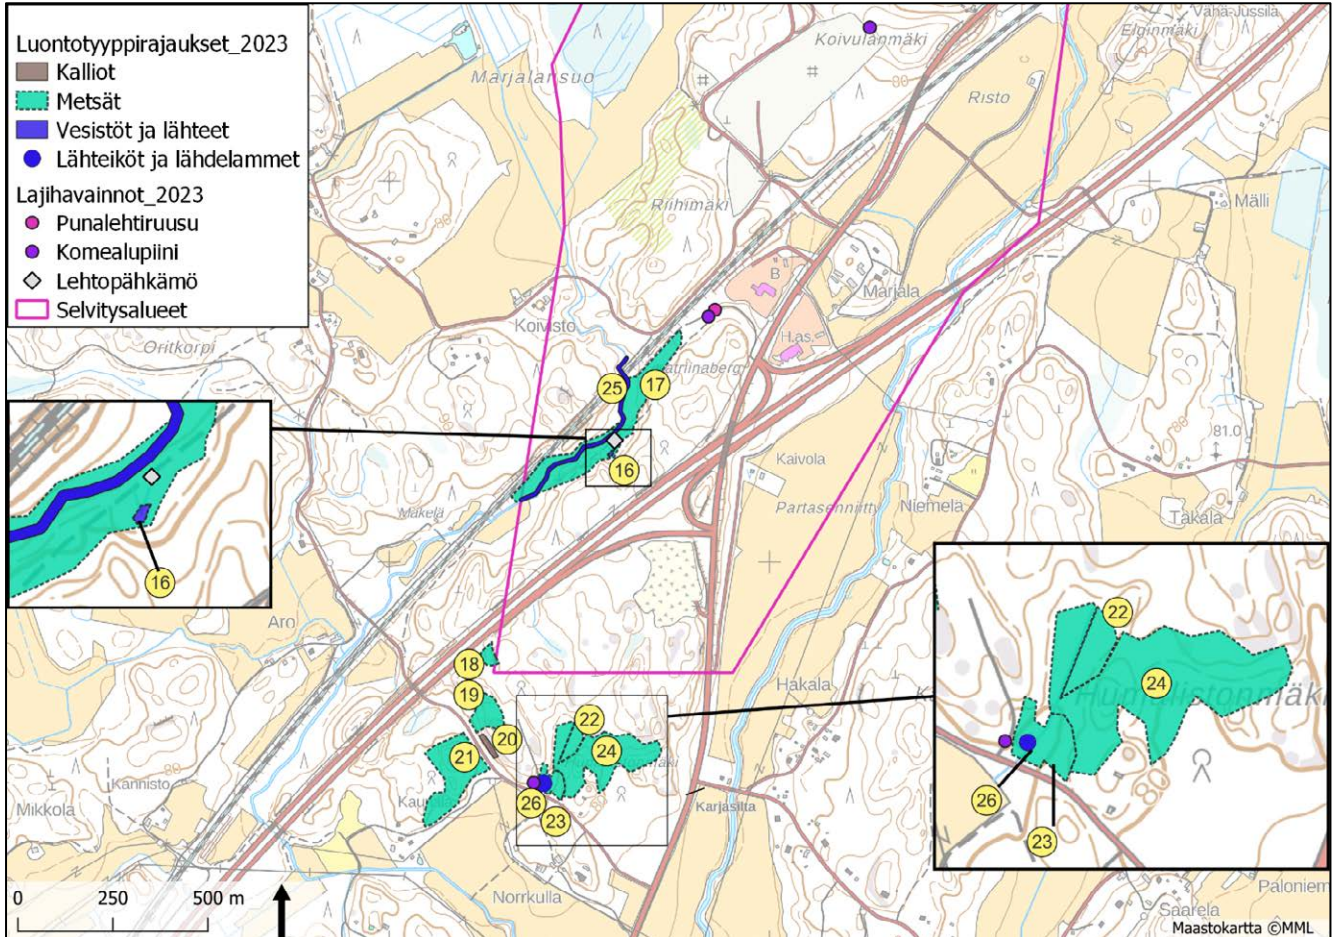 Luontotyyppirajaukset_2023
Kalliot
Metsät
Vesistöt ja lähteet
Lähteiköt ja lähdelammet
Lajihavainnot_2023
Punalehtiruusu
Komealupiini
Lehtopähkämö
Selvitysalueet
Marjalansuo
Koivulanmäki
Vähä-Jussila
Elginmäki
Risto
80
Riihimäki
Mälli
B
Marjala
Koivisto
H.as.
Oritkorpi
25
17
16
81.0
Kaivola
Partasenniitty
Niemelä
Takala
Mäkelä
16
Aro
22
24
18
19
Hakala
22
20
24
21
Kannisto
Mikkola
26
23
Karjasilta
26
23
80
Norrkulla
Paloniem
Saarela
0 250 500 m
Maastokartta ©MML